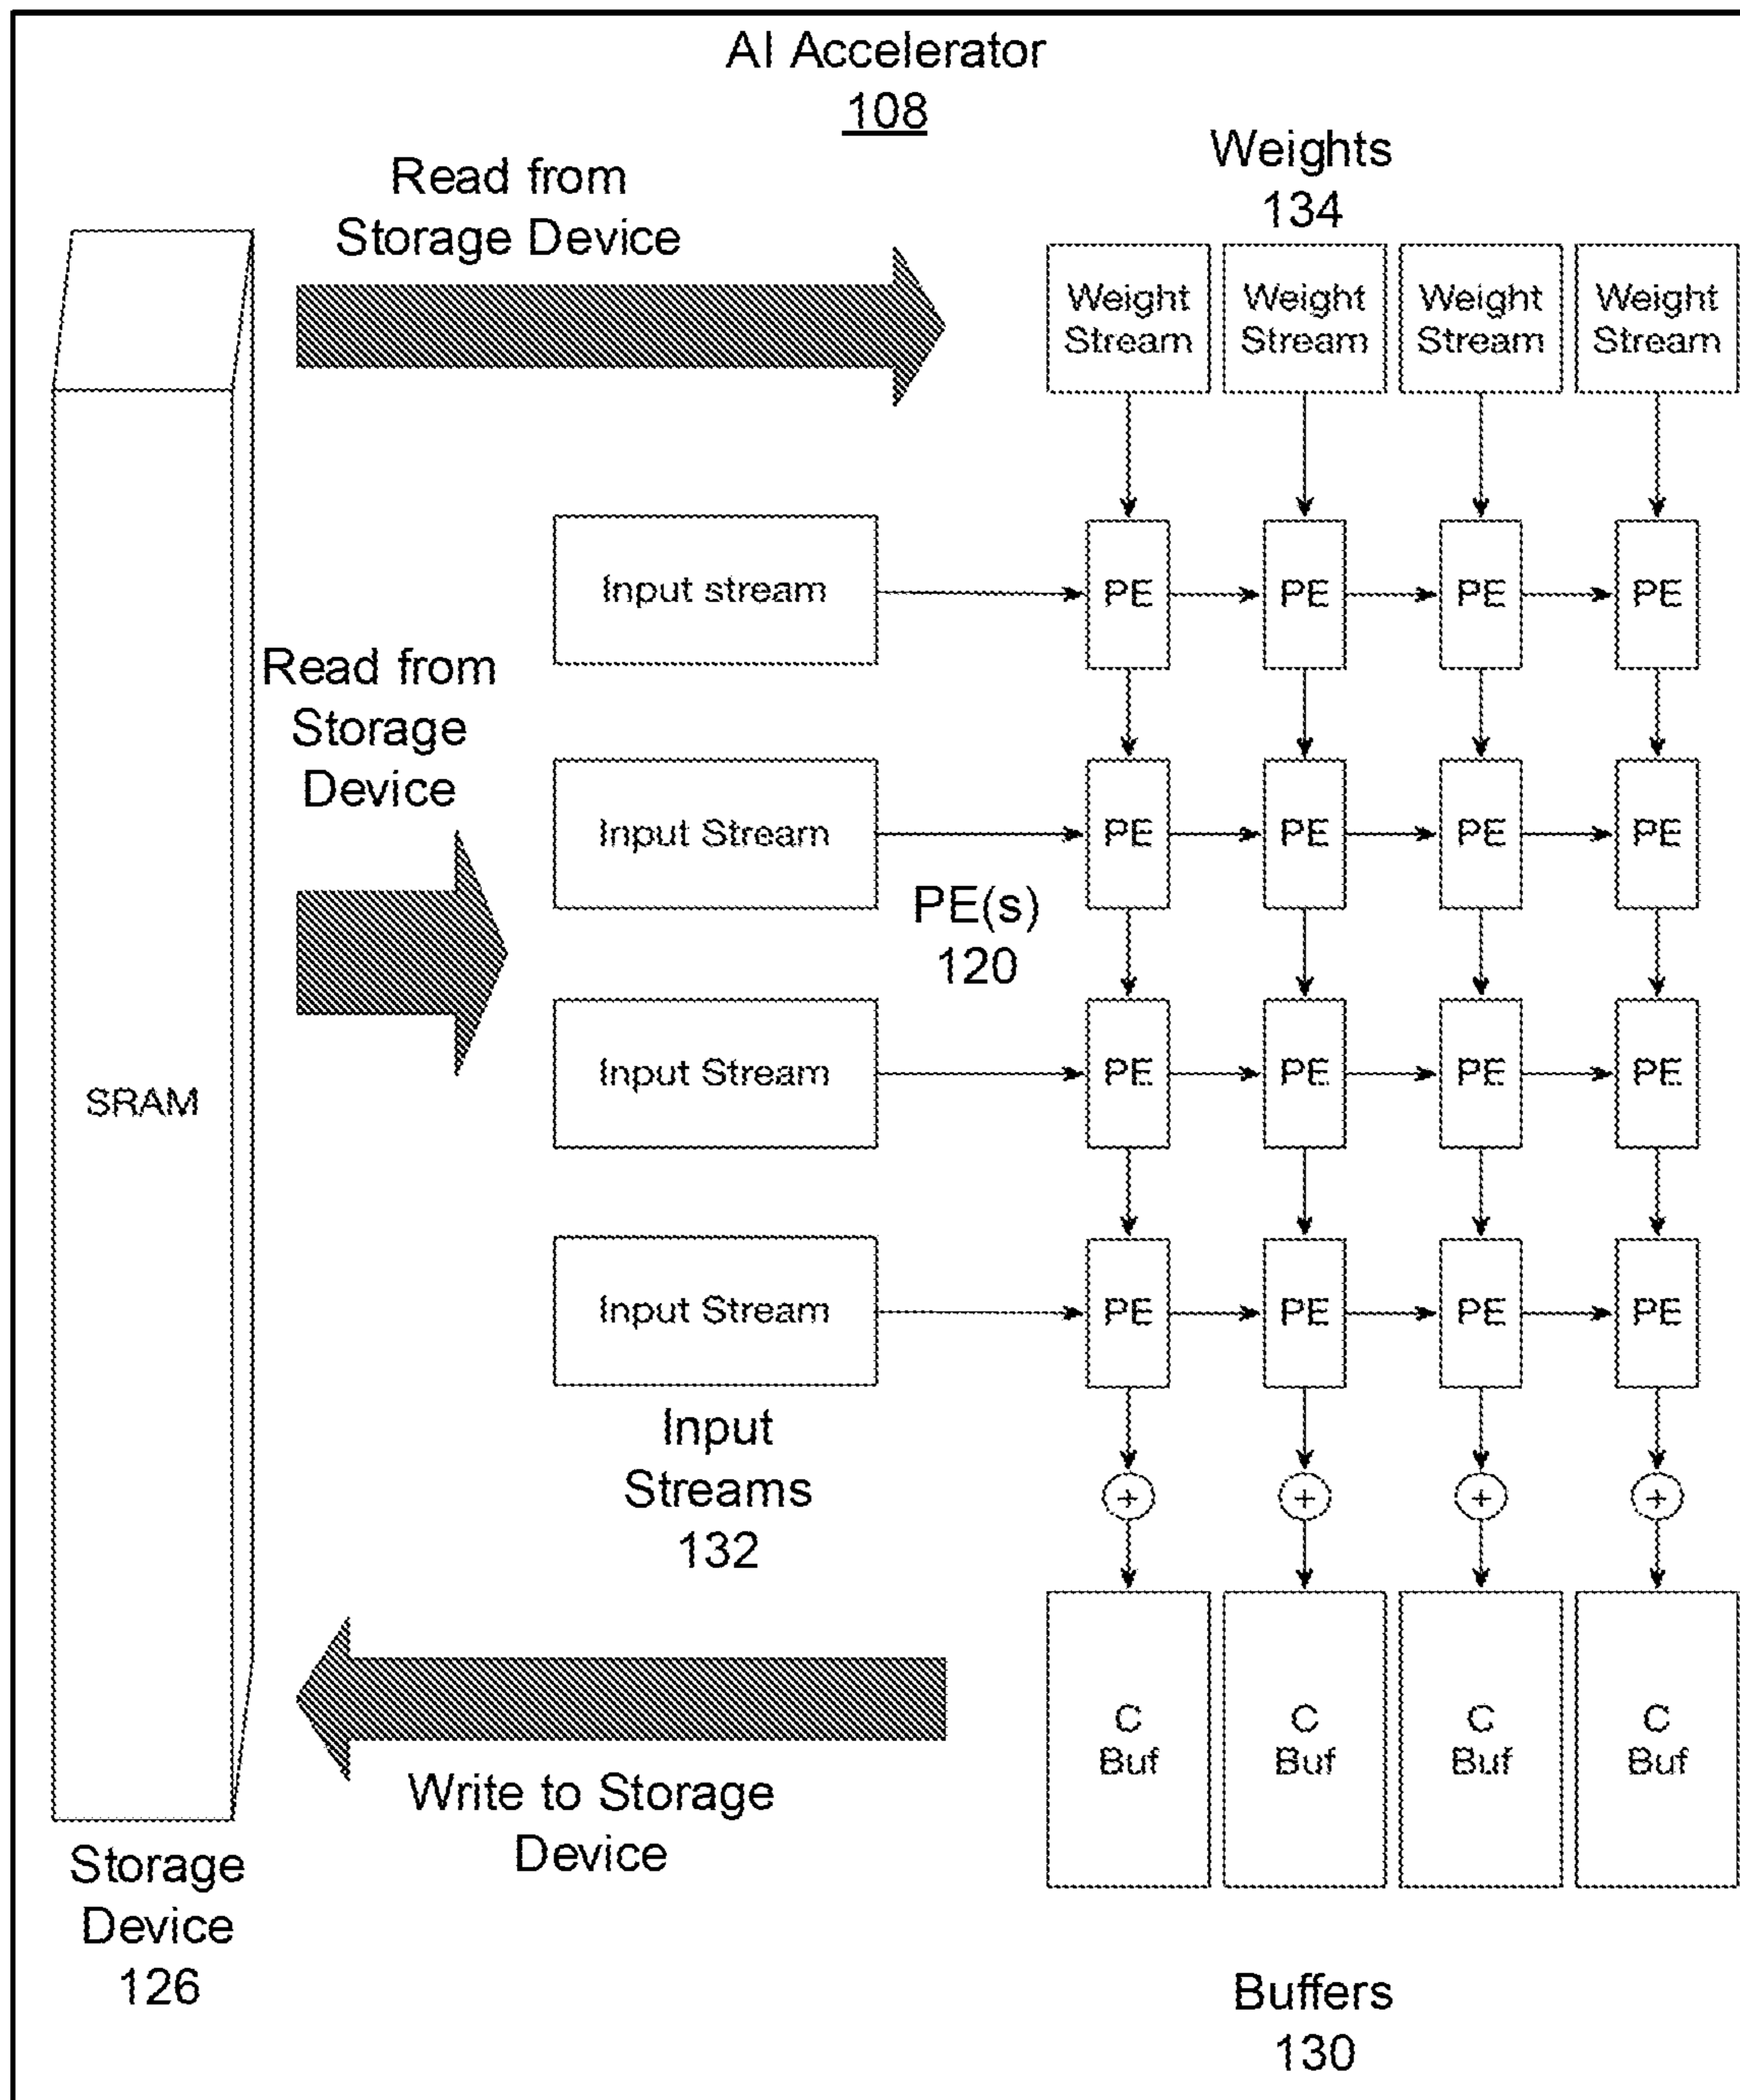 AI Accelerator
108
Read from
Storage Device
Weights
134
Weight
Stream
Weight
Stream
Weight
Stream
Weight
Stream
Input stream
PE
PE
PE
PE
Read from
Storage
Device
Input Stream
PE
PE
PE
PE
PE(s)
120
SRAM
Input Stream
PE
PE
PE
PE
Input Stream
PE
PE
PE
PE
Input
Streams
132
+
+
+
+
C
Buf
C
Buf
C
Buf
C
Buf
Write to Storage
Device
Storage
Device
126
Buffers
130